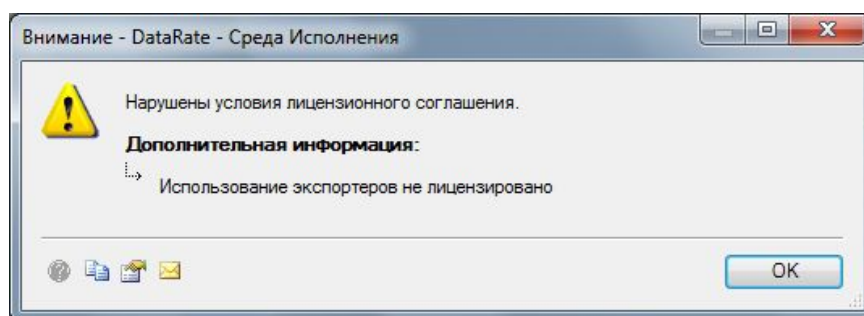 Внимание - DataRate - Среда Исполнения
Нарушены условия лицензионного соглашения.
Дополнительная информация:
Использование экспортеров не лицензировано
OK